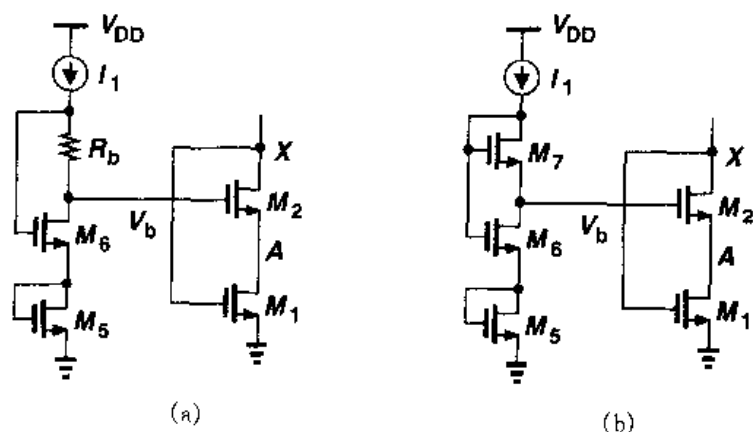 V_DD
I_1
R_b
X
M_2
V_b
M_6
A
M_5
M_1
(a)
V_DD
I_1
X
M_7
M_2
V_b
M_6
A
M_5
M_1
(b)